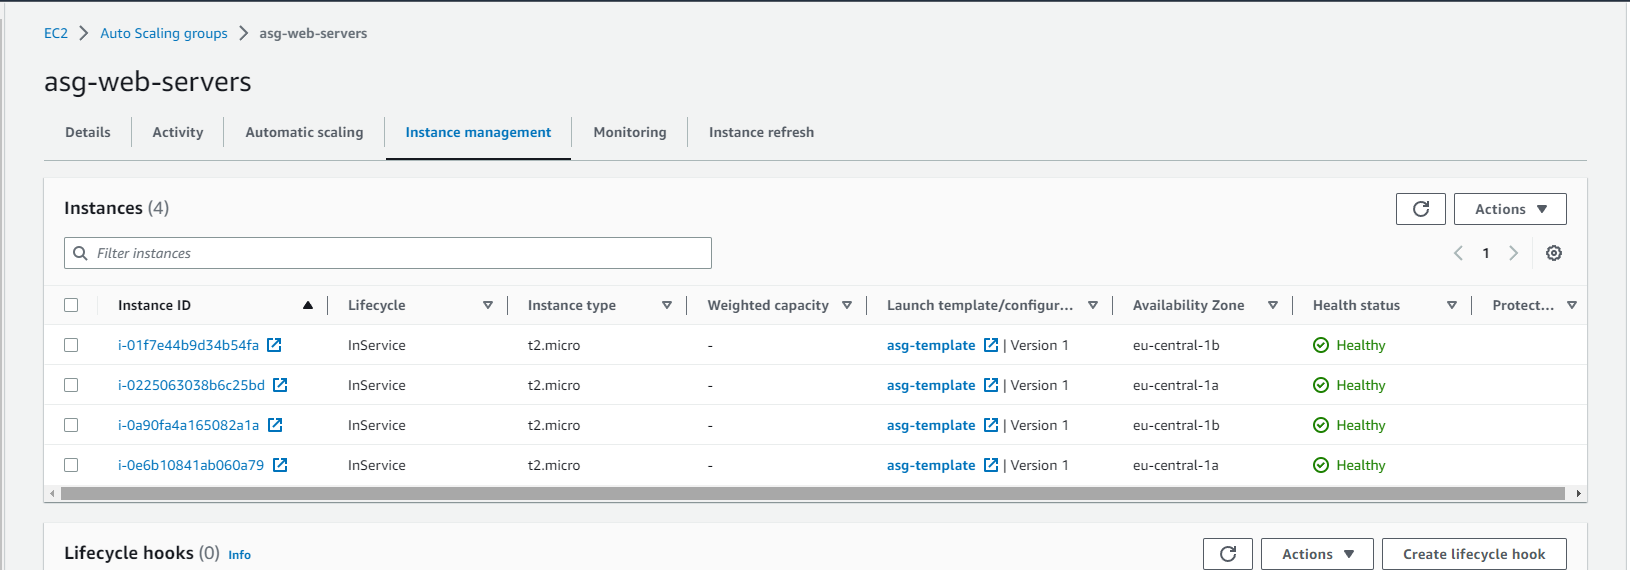 EC2 > Auto Scaling groups > asg-web-servers
asg-web-servers
Details Activity Automatic scaling Instance management Monitoring Instance refresh
Instances (4) Actions
Filter instances 1
Instance ID Lifecycle Instance type Weighted capacity Launch template/configur... Availability Zone Health status Protect...
i-01f7e44b9d34b54fa InService t2.micro - asg-template | Version 1 eu-central-1b Healthy
i-0225063038b6c25bd InService t2.micro - asg-template | Version 1 eu-central-1a Healthy
i-0a90fa4a165082a1a InService t2.micro - asg-template | Version 1 eu-central-1b Healthy
i-0e6b10841ab060a79 InService t2.micro - asg-template | Version 1 eu-central-1a Healthy
Lifecycle hooks (0) Info Actions Create lifecycle hook